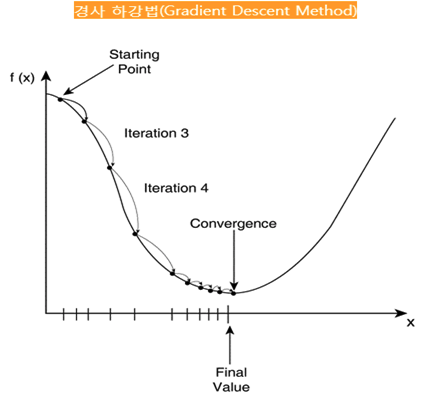 경사 하강법(Gradient Descent Method)
Starting
Point
f (x)
Iteration 3
Iteration 4
Convergence
x
Final
Value